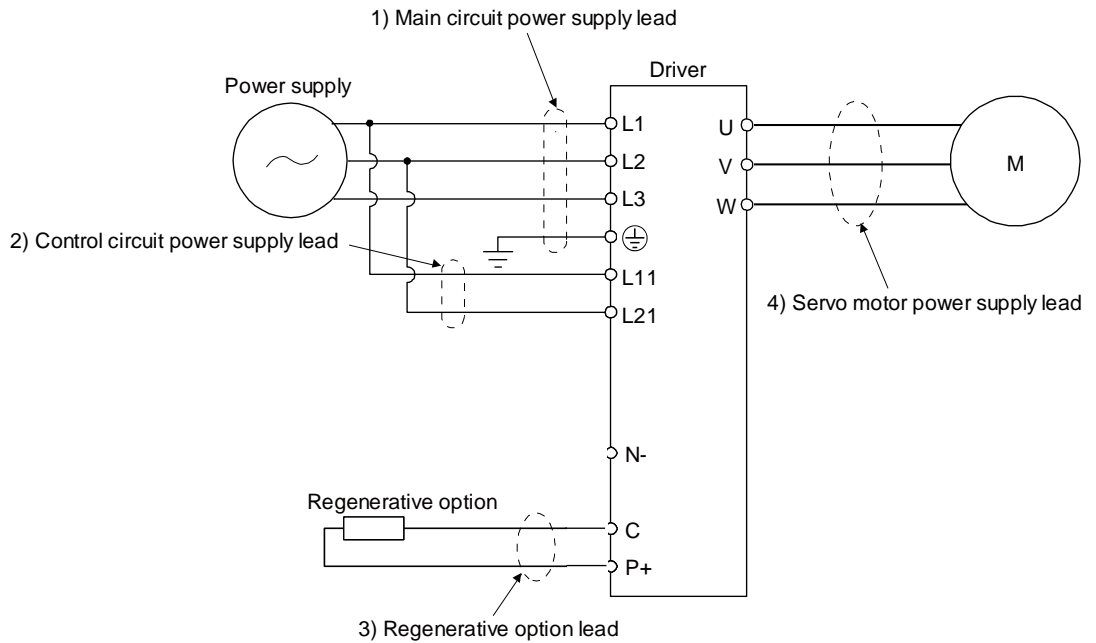 1) Main circuit power supply lead
Driver
Power supply
L1
L2
L3
L11
L21
U
V
W
M
2) Control circuit power supply lead
4) Servo motor power supply lead
N-
Regenerative option
C
P+
3) Regenerative option lead